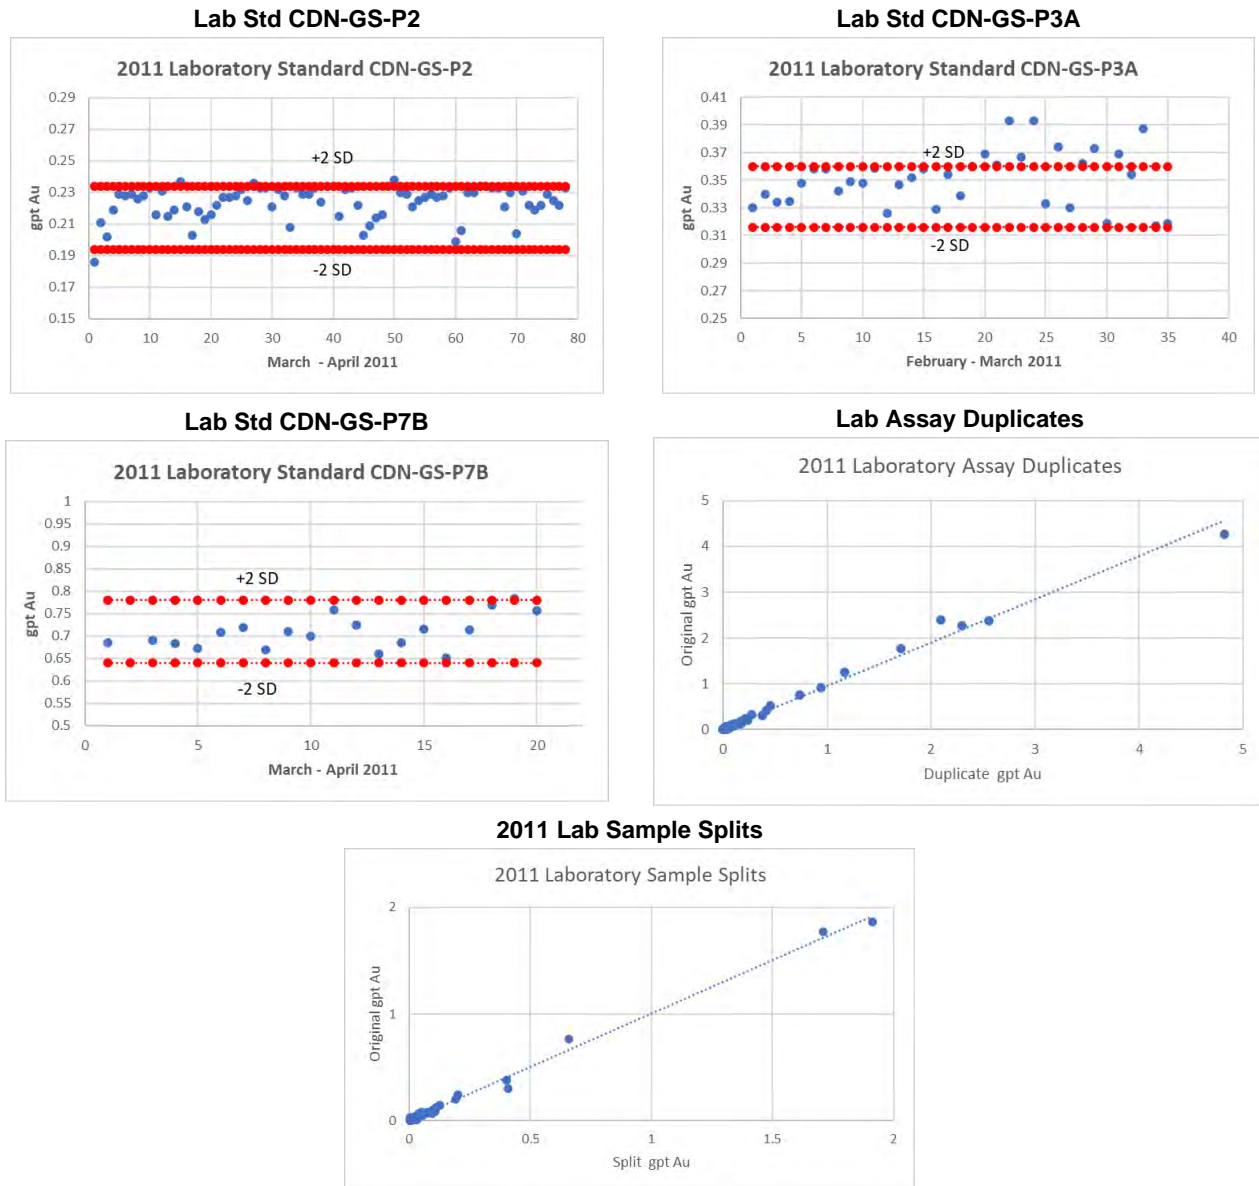 Lab Std CDN-GS-P2
Lab Std CDN-GS-P3A
2011 Laboratory Standard CDN-GS-P2
gpt Au
0.29
0.27
0.25
0.23
0.21
0.19
0.17
0.15
+2 SD
-2 SD
0 10 20 30 40 50 60 70 80
March - April 2011
2011 Laboratory Standard CDN-GS-P3A
gpt Au
0.41
0.39
0.37
0.35
0.33
0.31
0.29
0.27
0.25
+2 SD
-2 SD
0 5 10 15 20 25 30 35 40
February - March 2011
Lab Std CDN-GS-P7B
Lab Assay Duplicates
2011 Laboratory Standard CDN-GS-P7B
gpt Au
1
0.95
0.9
0.85
0.8
0.75
0.7
0.65
0.6
0.55
0.5
+2 SD
-2 SD
0 5 10 15 20
March - April 2011
2011 Laboratory Assay Duplicates
Original gpt Au
5
4
3
2
1
0
0 1 2 3 4 5
Duplicate gpt Au
2011 Lab Sample Splits
2011 Laboratory Sample Splits
Original gpt Au
2
1
0
0 0.5 1 1.5 2
Split gpt Au